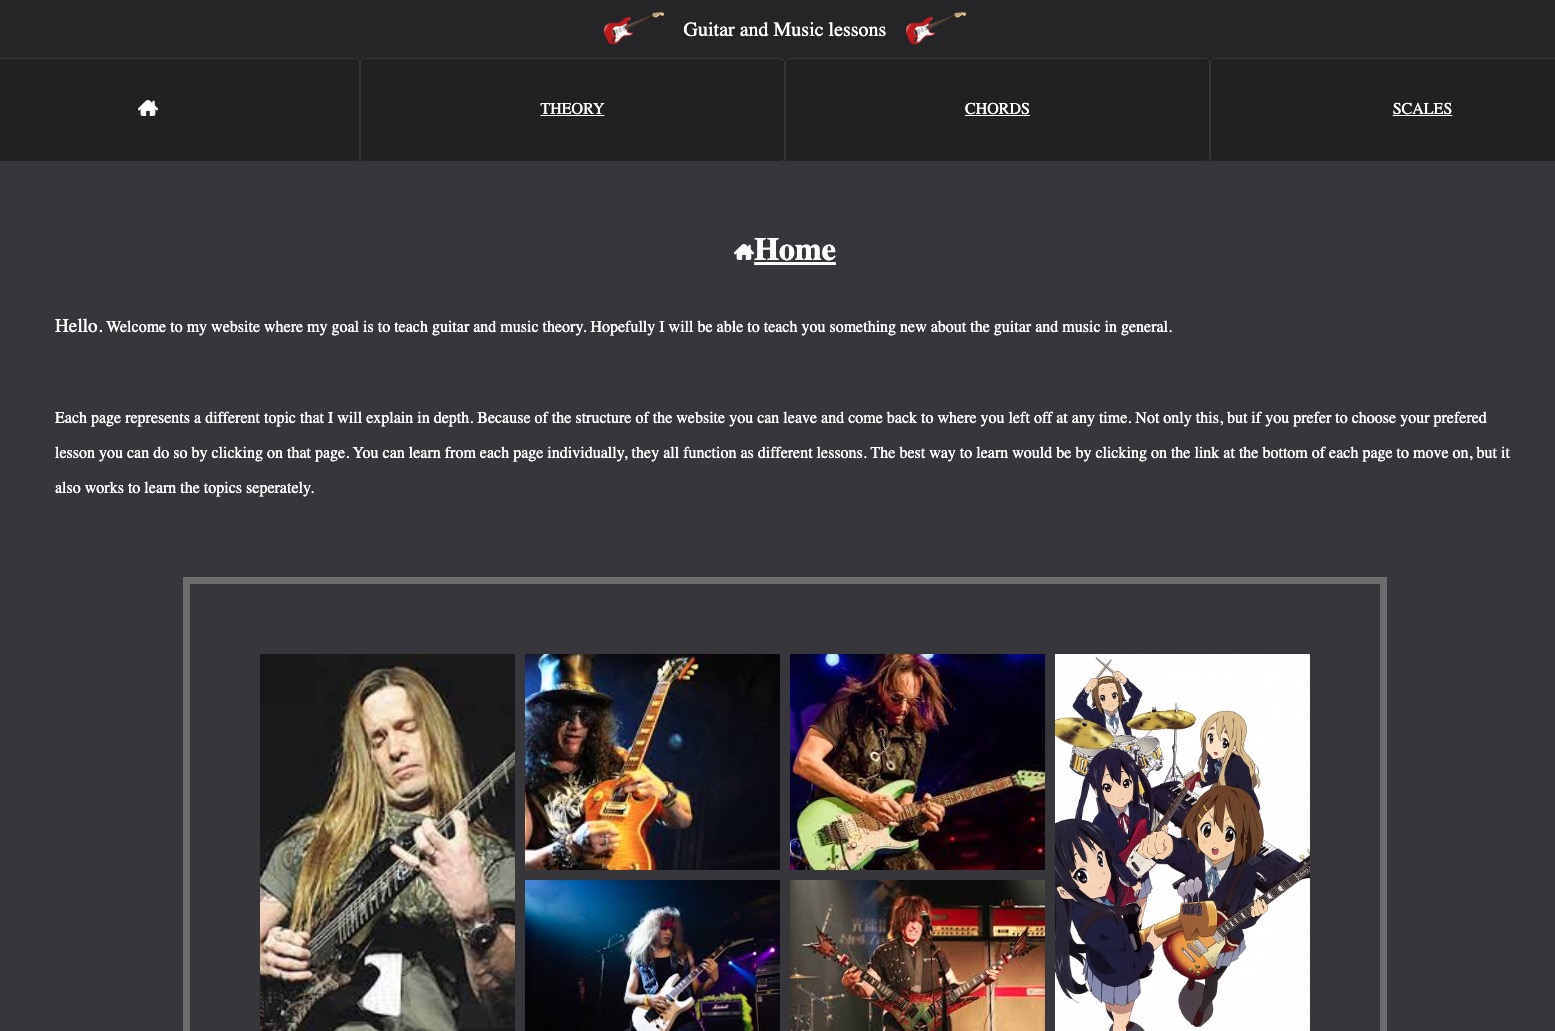 Guitar and Music lessons
THEORY
CHORDS
SCALES
Home
Hello. Welcome to my website where my goal is to teach guitar and music theory. Hopefully I will be able to teach you something new about the guitar and music in general.
Each page represents a different topic that I will explain in depth. Because of the structure of the website you can leave and come back to where you left off at any time. Not only this, but if you prefer to choose your prefered
lesson you can do so by clicking on that page. You can learn from each page individually, they all function as different lessons. The best way to learn would be by clicking on the link at the bottom of each page to move on, but it
also works to learn the topics seperately.